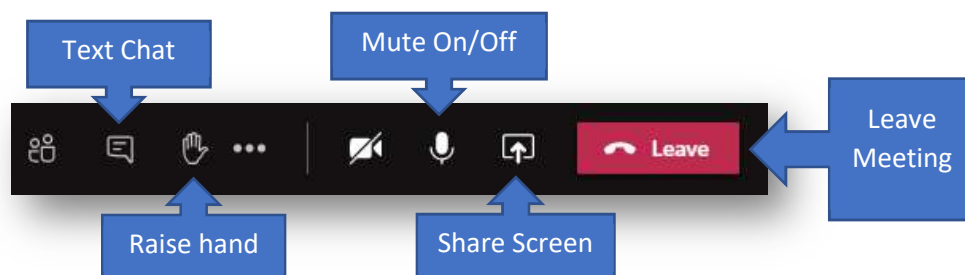 Text Chat
Mute On/Off
Leave
Leave
Meeting
Raise hand
Share Screen